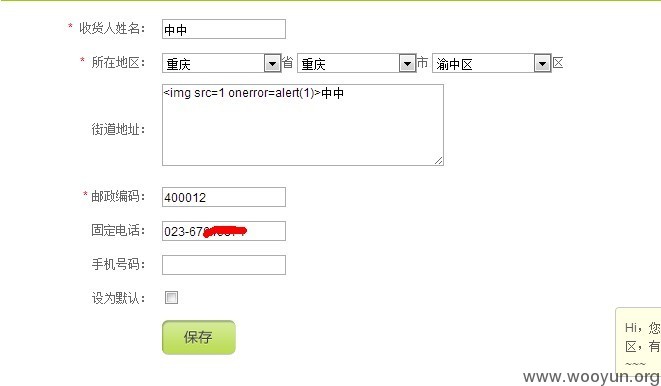 * 收货人姓名： 中中
* 所在地区： 重庆 省 重庆 市 渝中区 区
街道地址： <img src=1 onerror=alert(1)>中中
* 邮政编码： 400012
固定电话： 023-67
手机号码：
设为默认：
保存
Hi，您
区，有
~~~
www.wooyun.org